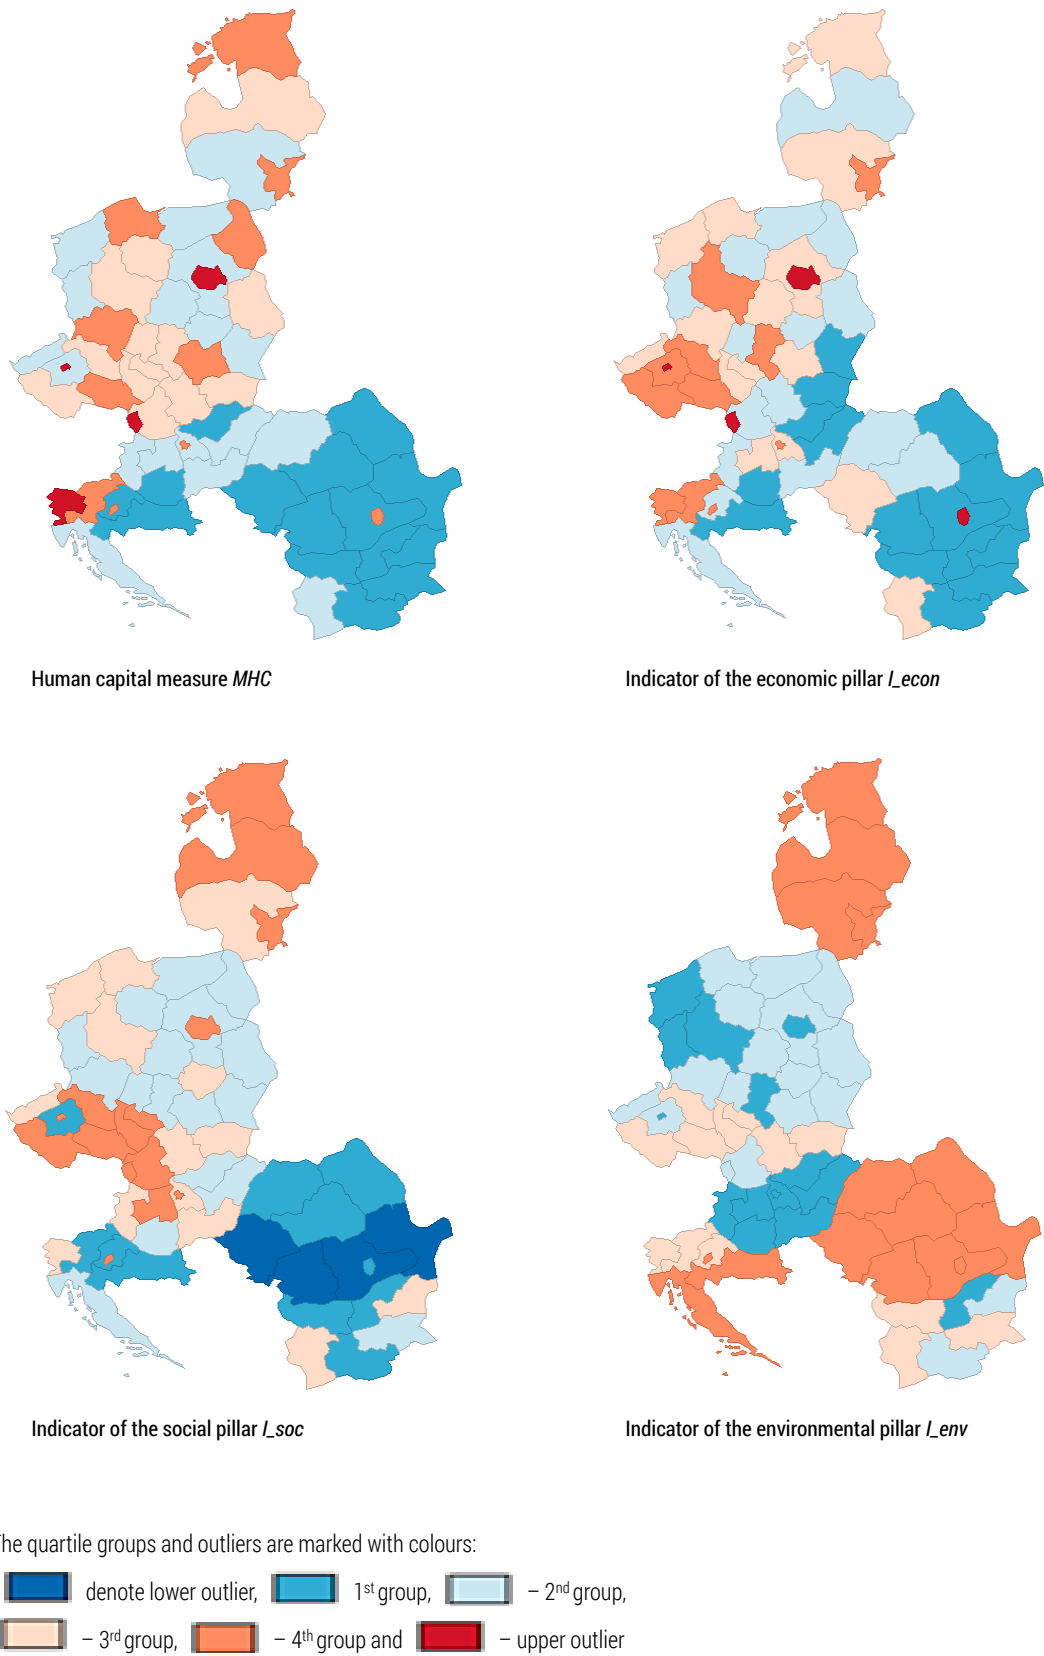 Human capital measure MHC
Indicator of the economic pillar I_econ
Indicator of the social pillar I_soc
Indicator of the environmental pillar I_env
he quartile groups and outliers are marked with colours:
denote lower outlier, 1st group, – 2nd group,
– 3rd group, – 4th group and – upper outlier